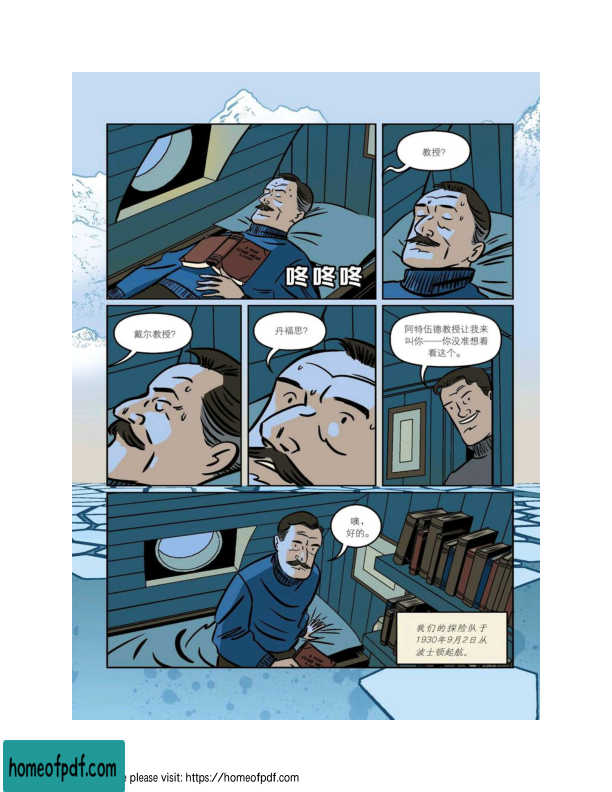 教授?
咚咚咚
戴尔教授?
丹福思?
阿特伍德教授让我来
叫你——你没准想看
看这个。
噢,
好的。
我们的探险队于
1930年9月2日从
波士顿起航。
homeofpdf.com
please visit: https://homeofpdf.com